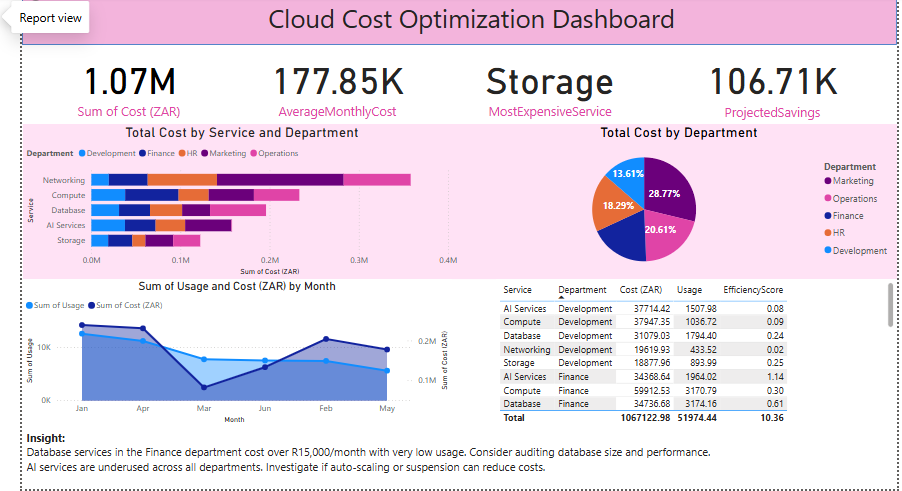 Report view
Cloud Cost Optimization Dashboard
1.07M
Sum of Cost (ZAR)
177.85K
AverageMonthlyCost
Storage
MostExpensiveService
106.71K
ProjectedSavings
Total Cost by Service and Department
Department Development Finance HR Marketing Operations
Service
Networking
Compute
Database
AI Services
Storage
0.0M 0.1M 0.2M 0.3M 0.4M
Sum of Cost (ZAR)
Total Cost by Department
13.61%
28.77%
18.29%
20.61%
Department
Marketing
Operations
Finance
HR
Development
Sum of Usage and Cost (ZAR) by Month
Sum of Usage Sum of Cost (ZAR)
Sum of Usage
10K
0K
0.2M
0.1M
Sum of Cost (ZAR)
Jan Apr Mar Jun Feb May
Month
Service Department Cost (ZAR) Usage EfficiencyScore
AI Services Development 37714.42 1507.98 0.08
Compute Development 37947.35 1036.72 0.09
Database Development 31079.03 1794.40 0.24
Networking Development 19619.93 433.52 0.02
Storage Development 18877.96 893.99 0.25
AI Services Finance 34368.64 1964.02 1.14
Compute Finance 59912.53 3170.79 0.30
Database Finance 34736.68 3174.16 0.61
Total 1067122.98 51974.44 10.36
Insight:
Database services in the Finance department cost over R15,000/month with very low usage. Consider auditing database size and performance.
AI services are underused across all departments. Investigate if auto-scaling or suspension can reduce costs.